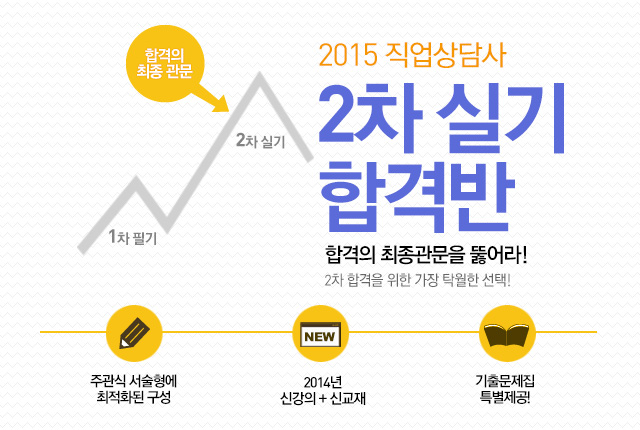 합격의
최종 관문
2차 실기
1차 필기
2015 직업상담사
2차 실기
합격반
합격의 최종관문을 뚫어라!
2차 합격을 위한 가장 탁월한 선택!
주관식 서술형에
최적화된 구성
NEW
2014년
신강의 + 신교재
기출문제집
특별제공!